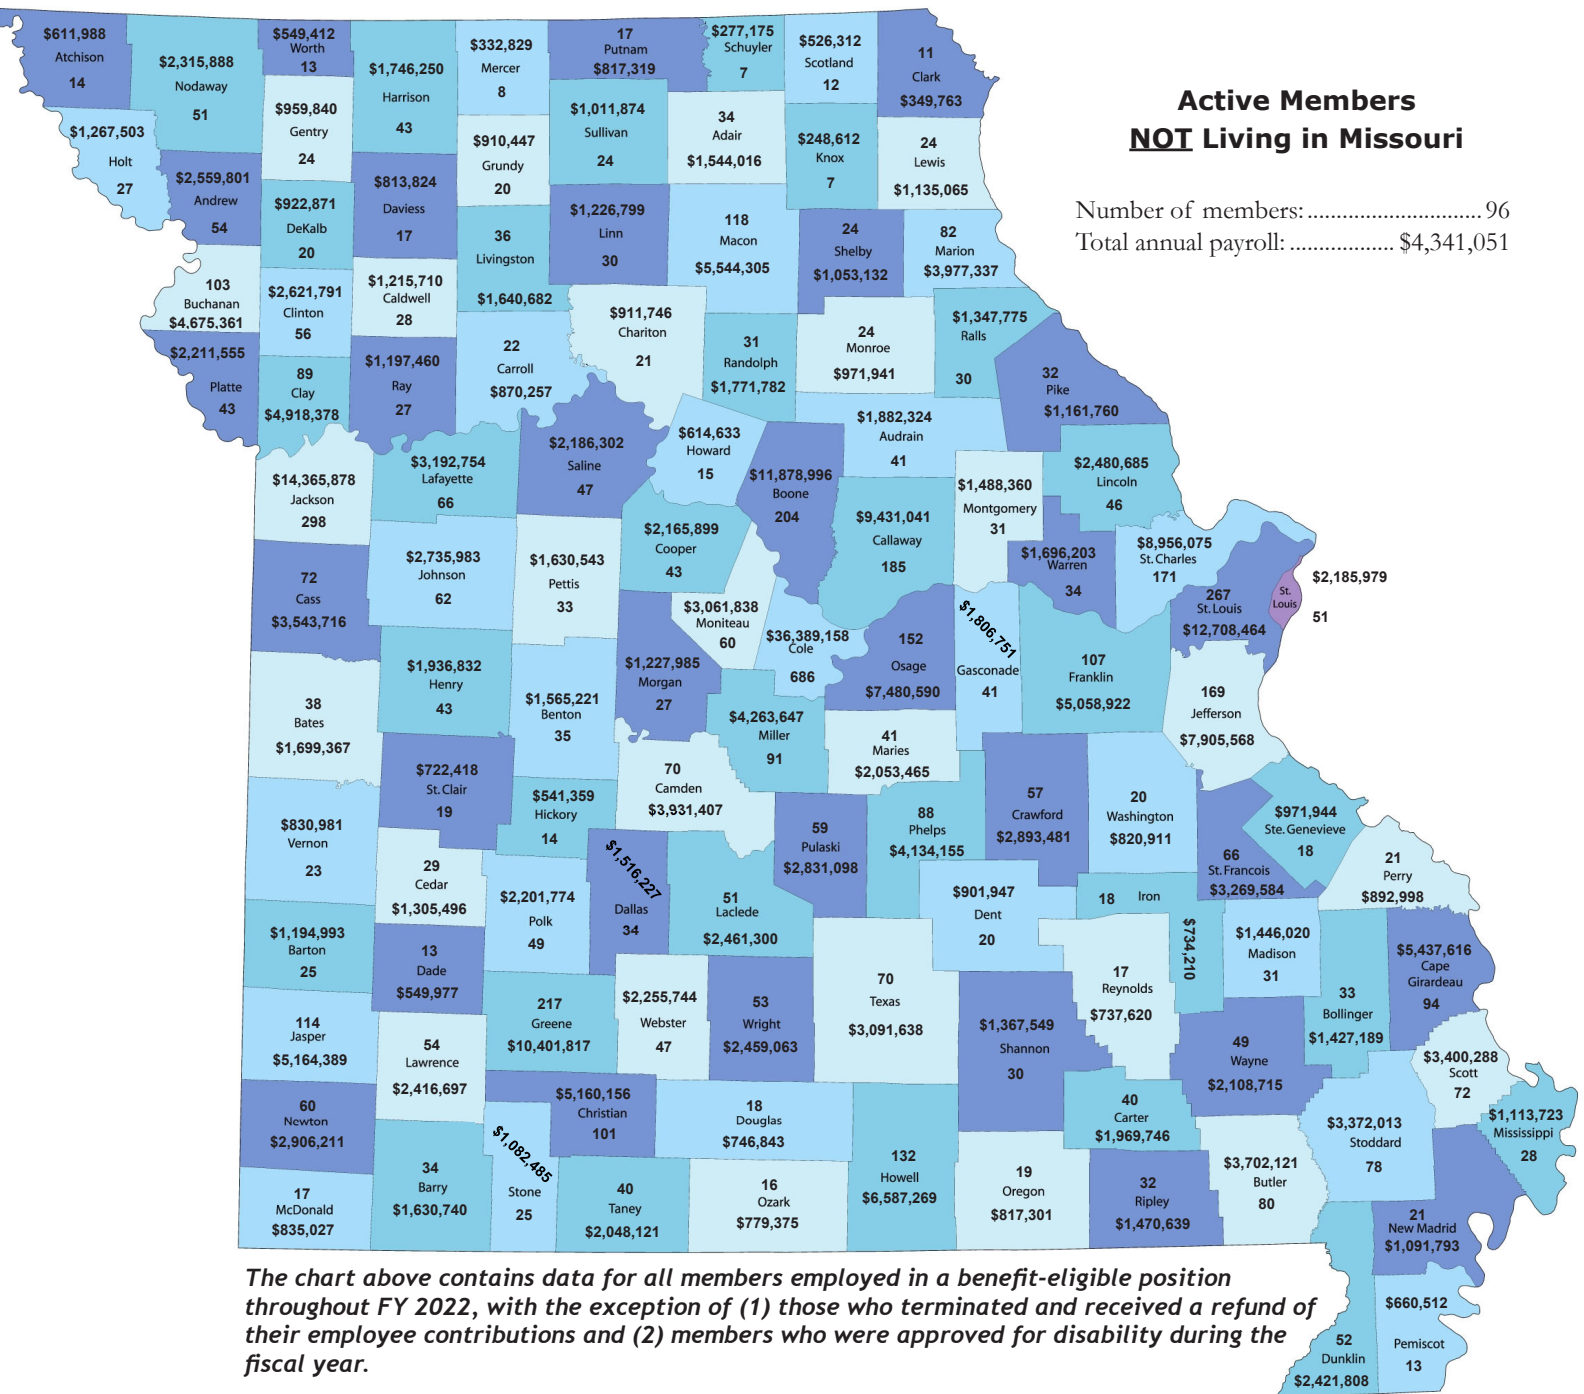 $611,988
Atchison
14
$2,315,888
Nodaway
51
$549,412
Worth
13
$1,746,250
Harrison
43
$332,829
Mercer
8
17
Putnam
$817,319
$277,175
Schuyler
7
$526,312
Scotland
12
11
Clark
$349,763
Active Members
NOT Living in Missouri
Number of members: .............................. 96
Total annual payroll: .................. $4,341,051
$1,267,503
Holt
27
$959,840
Gentry
24
$910,447
Grundy
20
$1,011,874
Sullivan
24
34
Adair
$1,544,016
$248,612
Knox
7
24
Lewis
$1,135,065
$2,559,801
Andrew
54
$922,871
DeKalb
20
$813,824
Daviess
17
36
Livingston
$1,640,682
$1,226,799
Linn
30
118
Macon
$5,544,305
24
Shelby
$1,053,132
82
Marion
$3,977,337
103
Buchanan
$4,675,361
$2,621,791
Clinton
56
$1,215,710
Caldwell
28
22
Carroll
$870,257
$911,746
Chariton
21
31
Randolph
$1,771,782
24
Monroe
$971,941
$1,347,775
Ralls
30
32
Pike
$1,161,760
$2,211,555
Platte
43
89
Clay
$4,918,378
$1,197,460
Ray
27
$14,365,878
Jackson
298
$3,192,754
Lafayette
66
$2,186,302
Saline
47
$614,633
Howard
15
$11,878,996
Boone
204
$1,882,324
Audrain
41
$9,431,041
Callaway
185
$1,488,360
Montgomery
31
$2,480,685
Lincoln
46
$1,696,203
Warren
34
$8,956,075
St. Charles
171
267
St. Louis
$12,708,464
St.
Louis
$2,185,979
51
72
Cass
$3,543,716
$2,735,983
Johnson
62
$1,630,543
Pettis
33
$2,165,899
Cooper
43
$3,061,838
Moniteau
60
$36,389,158
Cole
686
152
Osage
$7,480,590
$1,806,751
Gasconade
41
107
Franklin
$5,058,922
169
Jefferson
$7,905,568
38
Bates
$1,699,367
$1,936,832
Henry
43
$1,565,221
Benton
35
$1,227,985
Morgan
27
$4,263,647
Miller
91
41
Maries
$2,053,465
$722,418
St. Clair
19
$541,359
Hickory
14
70
Camden
$3,931,407
59
Pulaski
$2,831,098
88
Phelps
$4,134,155
57
Crawford
$2,893,481
20
Washington
$820,911
66
St. Francois
$3,269,584
$971,944
Ste. Genevieve
18
21
Perry
$892,998
$830,981
Vernon
23
29
Cedar
$1,305,496
$2,201,774
Polk
49
$1,516,227
Dallas
34
51
Laclede
$2,461,300
$901,947
Dent
20
18 Iron
$734,210
$1,446,020
Madison
31
33
Bollinger
$1,427,189
$5,437,616
Cape
Girardeau
94
$1,194,993
Barton
25
13
Dade
$549,977
217
Greene
$10,401,817
$2,255,744
Webster
47
53
Wright
$2,459,063
70
Texas
$3,091,638
$1,367,549
Shannon
30
17
Reynolds
$737,620
49
Wayne
$2,108,715
$3,400,288
Scott
72
114
Jasper
$5,164,389
54
Lawrence
$2,416,697
$5,160,156
Christian
101
18
Douglas
$746,843
40
Carter
$1,969,746
$3,372,013
Stoddard
78
$1,113,723
Mississippi
28
60
Newton
$2,906,211
34
Barry
$1,630,740
$1,082,485
Stone
25
40
Taney
$2,048,121
16
Ozark
$779,375
132
Howell
$6,587,269
19
Oregon
$817,301
32
Ripley
$1,470,639
$3,702,121
Butler
80
21
New Madrid
$1,091,793
17
McDonald
$835,027
52
Dunklin
$2,421,808
$660,512
Pemiscot
13
The chart above contains data for all members employed in a benefit-eligible position
throughout FY 2022, with the exception of (1) those who terminated and received a refund of
their employee contributions and (2) members who were approved for disability during the
fiscal year.